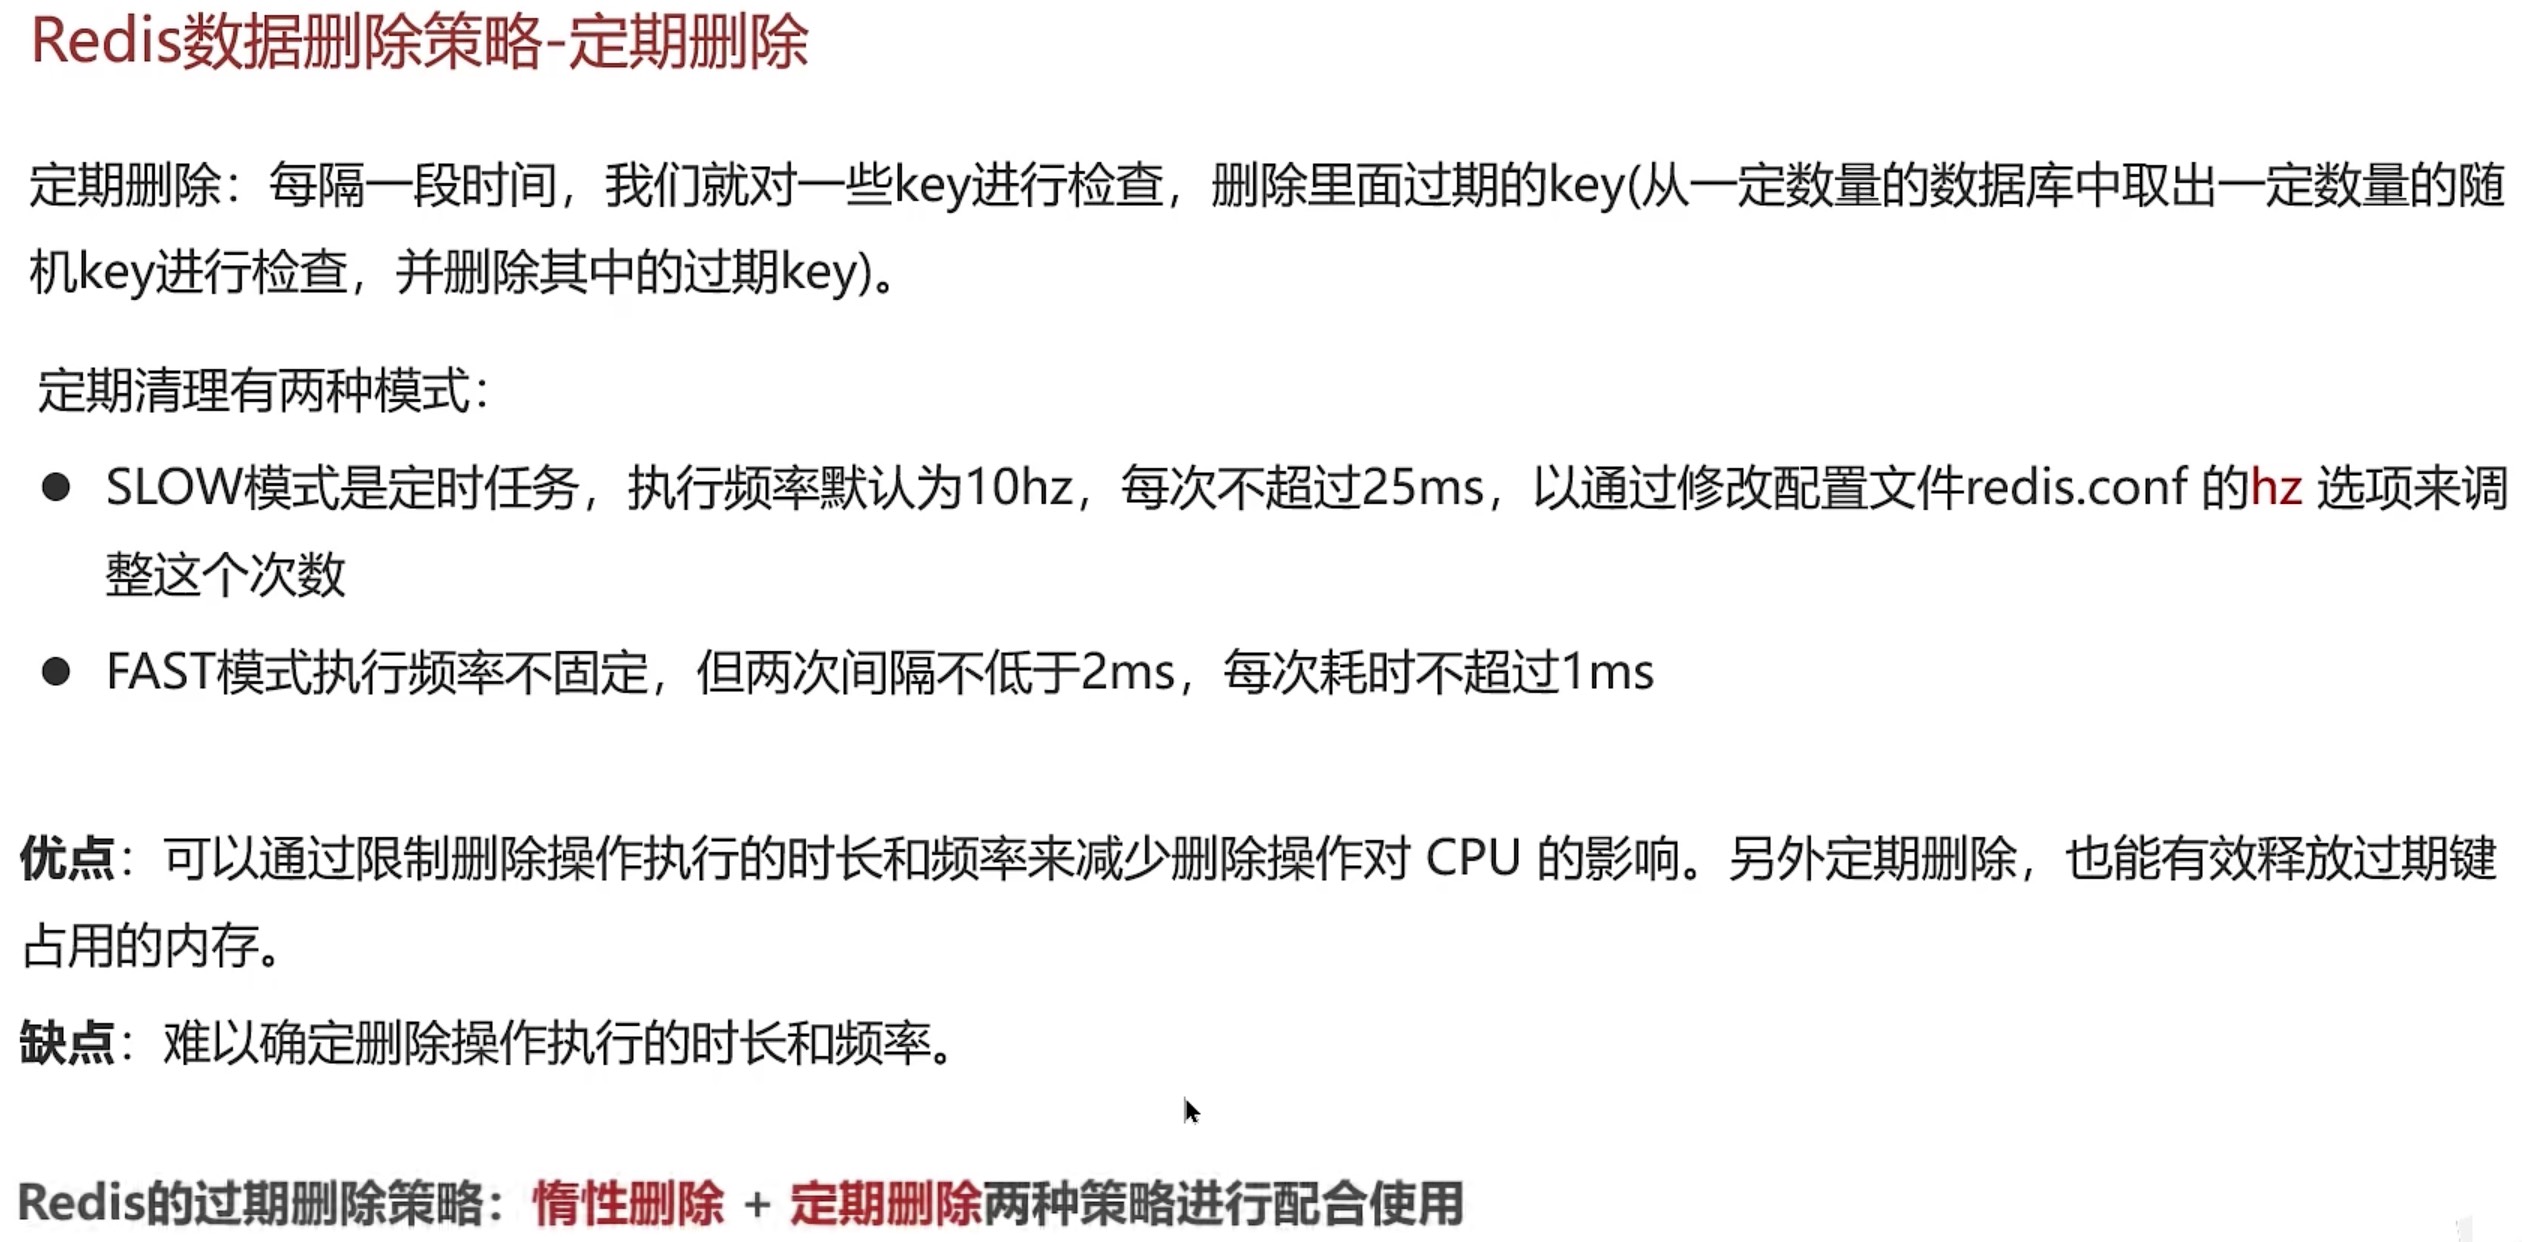 Redis数据删除策略-定期删除
定期删除：每隔一段时间，我们就对一些key进行检查，删除里面过期的key(从一定数量的数据库中取出一定数量的随
机key进行检查，并删除其中的过期key)。
定期清理有两种模式：
● SLOW模式是定时任务，执行频率默认为10hz，每次不超过25ms，以通过修改配置文件redis.conf 的hz 选项来调
整这个次数
● FAST模式执行频率不固定，但两次间隔不低于2ms，每次耗时不超过1ms
优点：可以通过限制删除操作执行的时长和频率来减少删除操作对 CPU 的影响。另外定期删除，也能有效释放过期键
占用的内存。
缺点：难以确定删除操作执行的时长和频率。
Redis的过期删除策略：惰性删除 + 定期删除两种策略进行配合使用